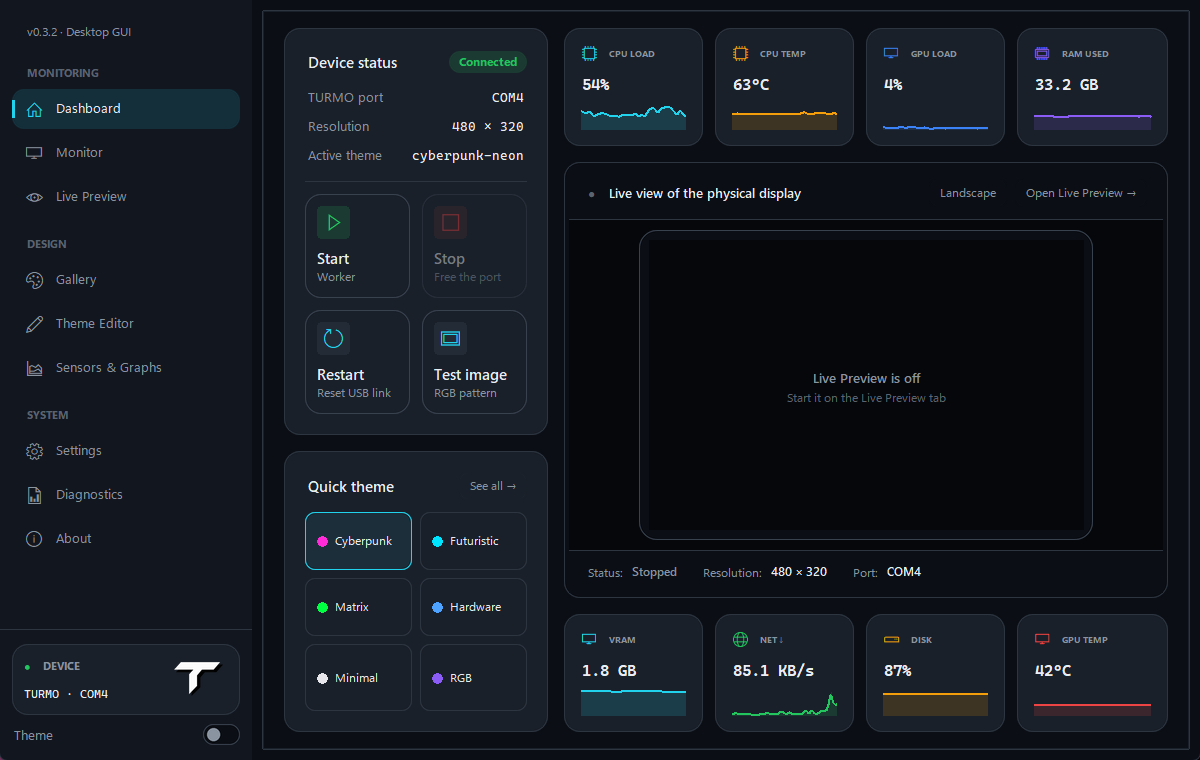 v0.3.2 · Desktop GUI
MONITORING
Dashboard
Monitor
Live Preview
DESIGN
Gallery
Theme Editor
Sensors & Graphs
SYSTEM
Settings
Diagnostics
About
DEVICE
TURMO · COM4
Theme
Device status
Connected
TURMO port COM4
Resolution 480 × 320
Active theme cyberpunk-neon
Start
Worker
Stop
Free the port
Restart
Reset USB link
Test image
RGB pattern
Quick theme
See all →
Cyberpunk
Futuristic
Matrix
Hardware
Minimal
RGB
CPU LOAD
54%
CPU TEMP
63°C
GPU LOAD
4%
RAM USED
33.2 GB
Live view of the physical display
Landscape
Open Live Preview →
Live Preview is off
Start it on the Live Preview tab
Status: Stopped
Resolution: 480 × 320
Port: COM4
VRAM
1.8 GB
NET↓
85.1 KB/s
DISK
87%
GPU TEMP
42°C